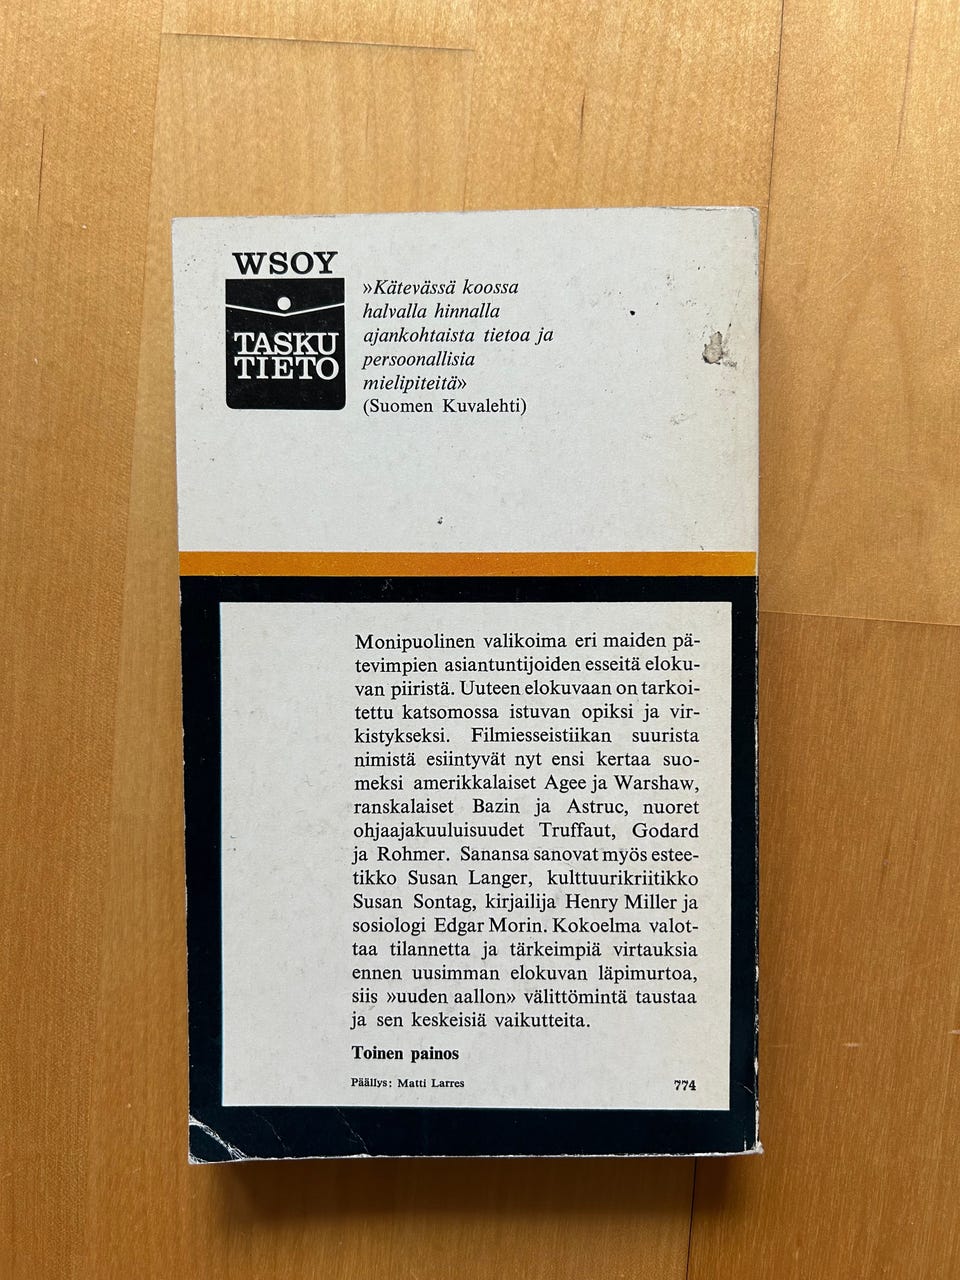 WSOY
TASKU
TIETO
»Kätevässä koossa
halvalla hinnalla
ajankohtaista tietoa ja
persoonallisia
mielipiteitä»
(Suomen Kuvalehti)
Monipuolinen valikoima eri maiden pä-
tevimpien asiantuntijoiden esseitä eloku-
van piiristä. Uuteen elokuvaan on tarkoi-
tettu katsomossa istuvan opiksi ja vir-
kistykseksi. Filmiesseistiikan suurista
nimistä esiintyvät nyt ensi kertaa suo-
meksi amerikkalaiset Agee ja Warshaw,
ranskalaiset Bazin ja Astruc, nuoret
ohjaajakuuluisuudet Truffaut, Godard
ja Rohmer. Sanansa sanovat myös estee-
tikko Susan Langer, kulttuurikriitikko
Susan Sontag, kirjailija Henry Miller ja
sosiologi Edgar Morin. Kokoelma valot-
taa tilannetta ja tärkeimpiä virtauksia
ennen uusimman elokuvan läpimurtoa,
siis »uuden aallon» välittömintä taustaa
ja sen keskeisiä vaikutteita.
Toinen painos
Päällys: Matti Larres 774